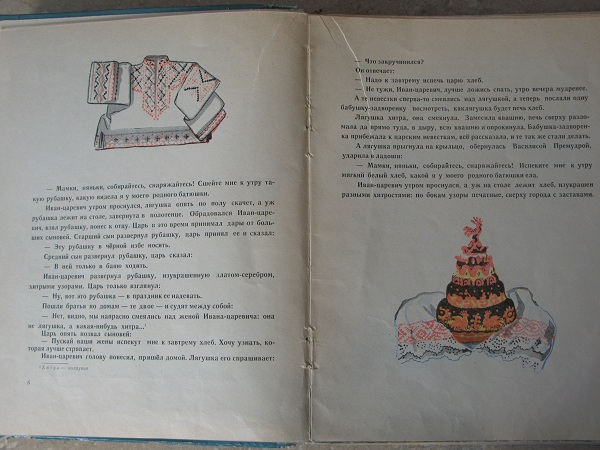 — Мамки, няньки, собирайтесь, снаряжайтесь! Сшейте мне к утру та-
кую рубашку, какую видела я у моего родного батюшки.
Иван-царевич утром проснулся, лягушка опять по полу скачет, а уж
рубашка лежит на столе, завернута в полотенце. Обрадовался Иван-царе-
вич, взял рубашку, понес к отцу. Царь в это время принимал дары от боль-
ших сыновей. Старший сын развернул рубашку, царь принял ее и сказал:
— Эту рубашку в чёрной избе носить.
Средний сын развернул рубашку, царь сказал:
— В ней только в баню ходить.
Иван-царевич развернул рубашку, изукрашенную златом-серебром,
хитрыми узорами. Царь только взглянул:
— Ну, вот это рубашка — в праздник ее надевать.
Пошли братья по домам — те двое — и судят между собой:
— Нет, видно, мы напрасно смеялись над женой Ивана-царевича: она
не лягушка, а какая-нибудь хитра...¹
Царь опять позвал сыновей:
— Пускай ваши жены испекут мне к завтрему хлеб. Хочу узнать, ко-
торая лучше стряпает.
Иван-царевич голову повесил, пришёл домой. Лягушка его спрашивает:
¹ Хитра — колдунья
8
— Что закручинился?
Он отвечает:
— Надо к завтрему испечь царю хлеб.
— Не тужи, Иван-царевич, лучше ложись спать, утро вечера мудренее.
А те невестки сперва-то смеялись над лягушкой, а теперь послали одну
бабушку-задворенку посмотреть, как лягушка будет печь хлеб.
Лягушка хитра, она смекнула. Замесила квашню, печь сверху разло-
мала да прямо туда, в дыру, всю квашню и опрокинула. Бабушка-задворен-
ка прибежала к царским невесткам, всё рассказала, и те так же стали делать.
А лягушка прыгнула на крыльцо, обернулась Василисой Премудрой,
ударила в ладоши:
— Мамки, няньки, собирайтесь, снаряжайтесь! Испеките мне к утру
мягкий белый хлеб, какой я у моего родного батюшки ела.
Иван-царевич утром проснулся, а уж на столе лежит хлеб, изукрашен
разными хитростями: по бокам узоры печатные, сверху города с заставами.